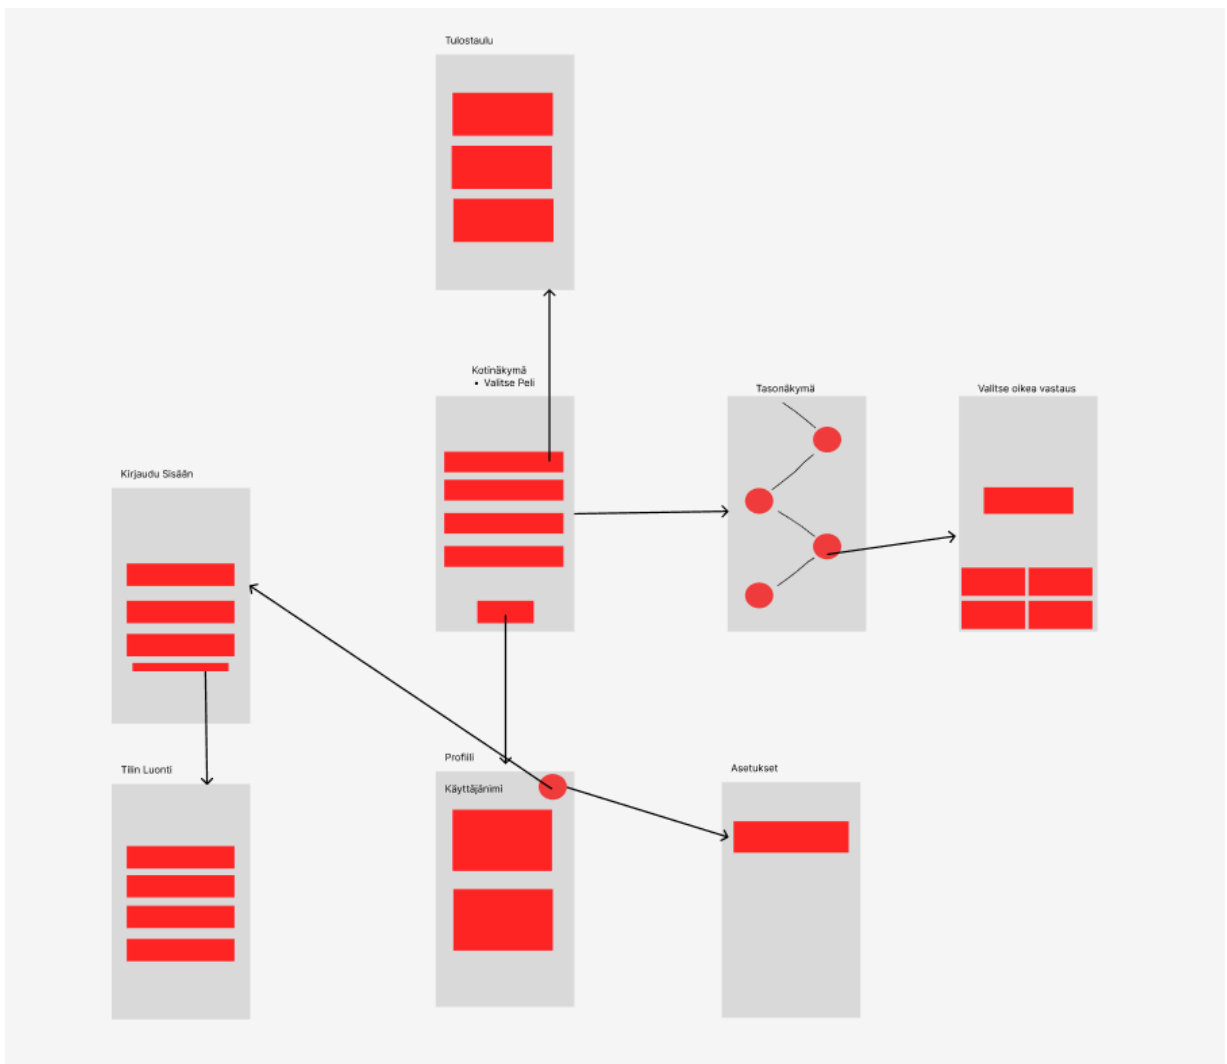 Tulostaulu
Kotinäkymä
• Valitse Peli
Tasonäkymä
Valitse oikea vastaus
Kirjaudu Sisään
Profiili
Käyttäjänimi
Asetukset
Tilin Luonti